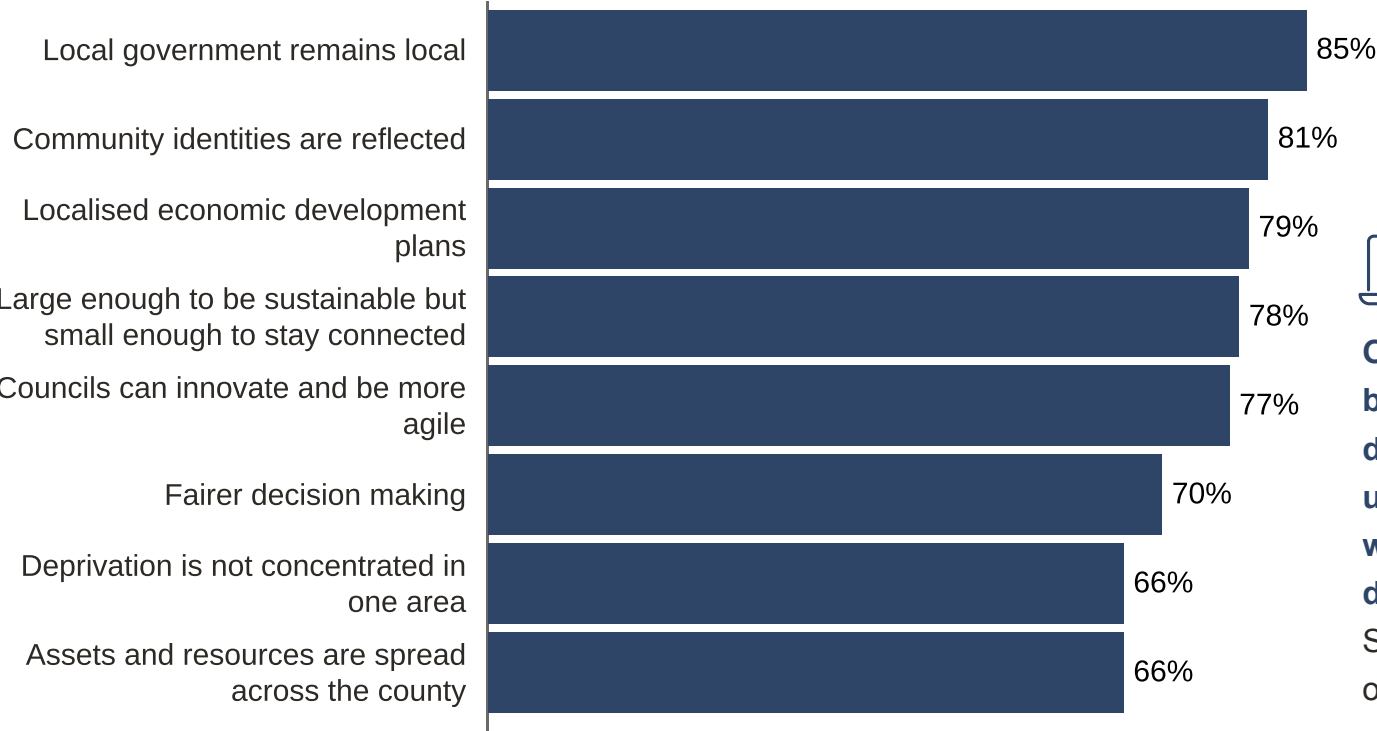 Local government remains local
85%
Community identities are reflected
81%
Localised economic development
plans
79%
Large enough to be sustainable but
small enough to stay connected
78%
Councils can innovate and be more
agile
77%
Fairer decision making
70%
Deprivation is not concentrated in
one area
66%
Assets and resources are spread
across the county
66%